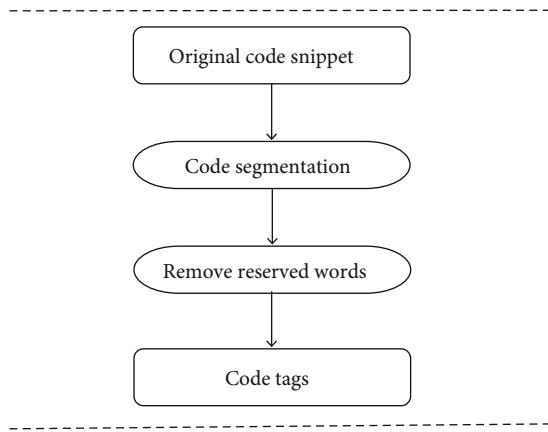 Original code snippet
Code segmentation
Remove reserved words
Code tags